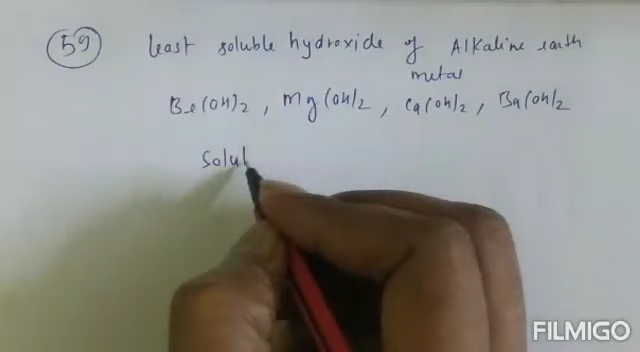 59 Least soluble hydroxide of Alkaline earth
metal
Be(OH)2 , Mg(OH)2 , Ca(OH)2 , Ba(OH)2
Solub
FILMIGO